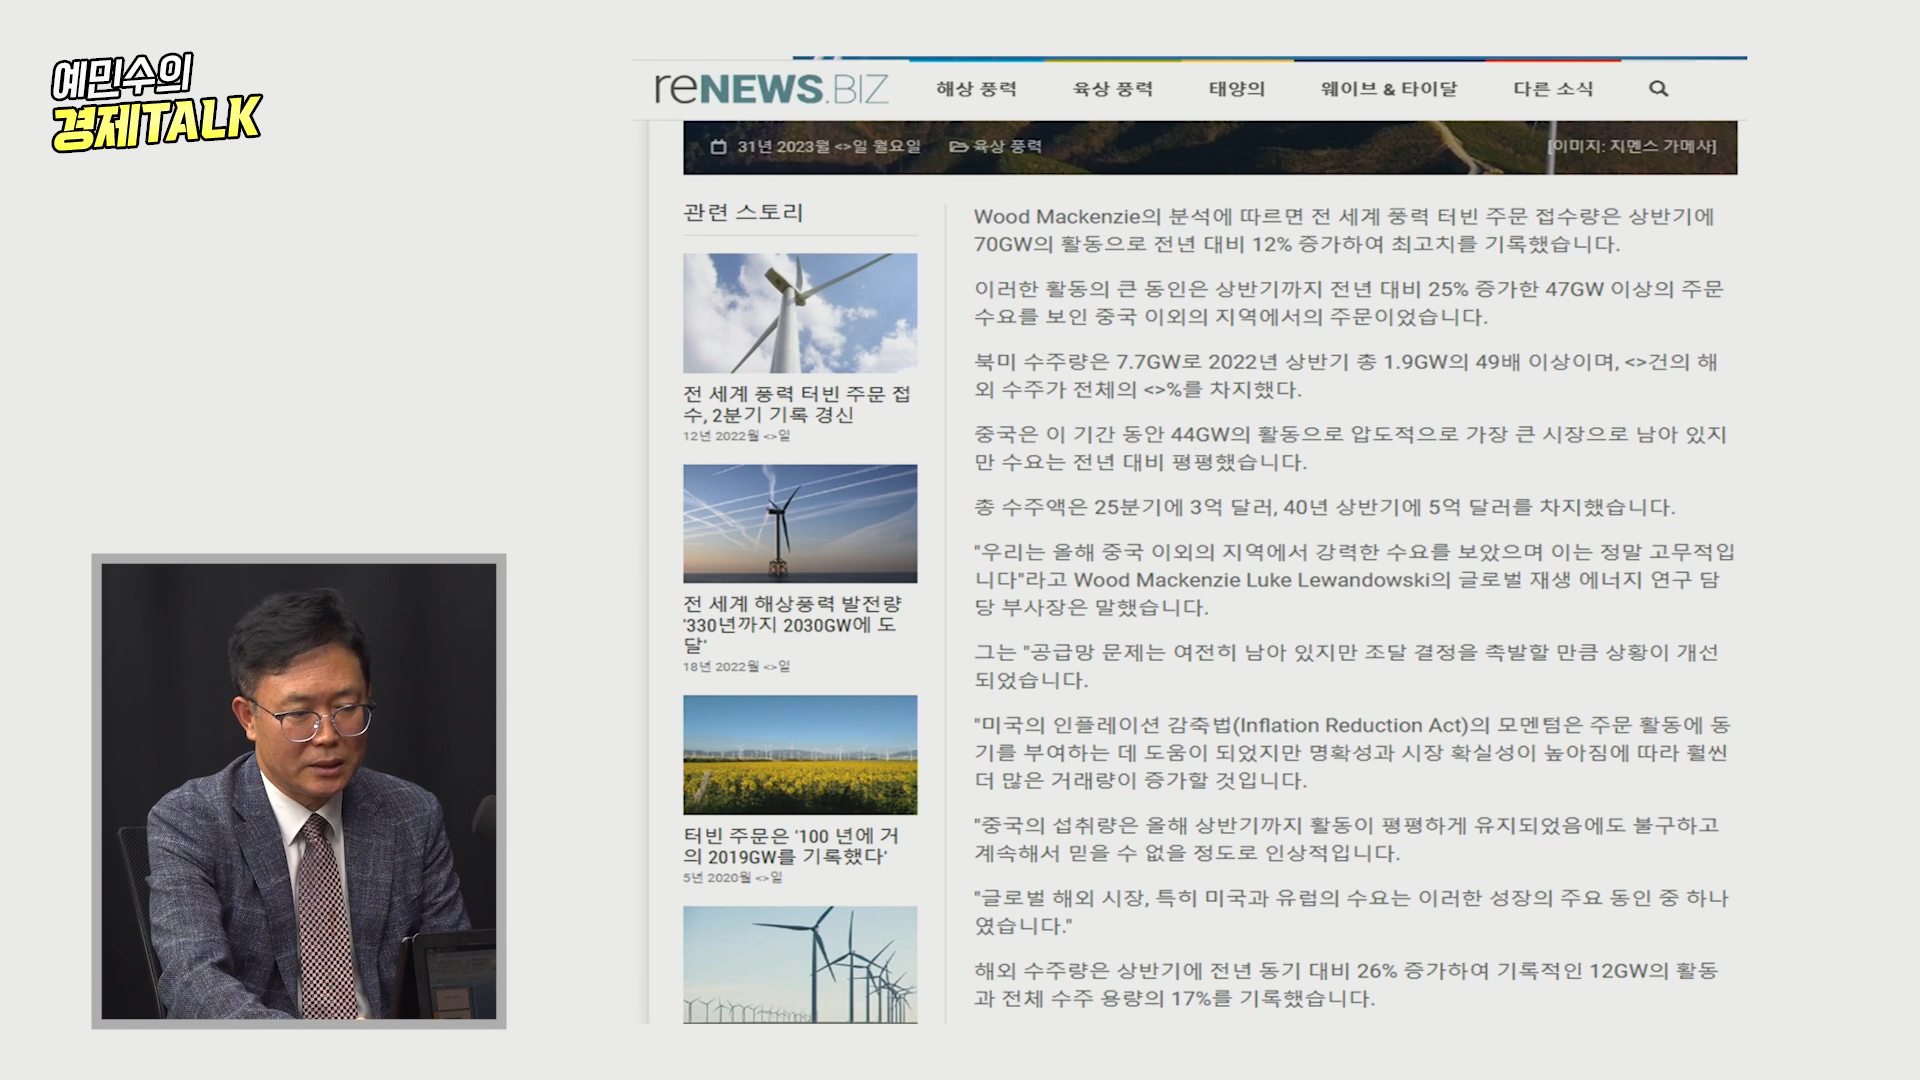 예민수의
경제TALK
reNEWS.BIZ
해상 풍력
육상 풍력
태양의
웨이브 & 타이달
다른 소식
31년 2023월 <>일 월요일
육상 풍력
[이미지: 지멘스 가메사]
관련 스토리
전 세계 풍력 터빈 주문 접
수, 2분기 기록 경신
12년 2022월 <>일
전 세계 해상풍력 발전량
'330년까지 2030GW에 도
달'
18년 2022월 <>일
터빈 주문은 '100 년에 거
의 2019GW를 기록했다'
5년 2020월 <>일
Wood Mackenzie의 분석에 따르면 전 세계 풍력 터빈 주문 접수량은 상반기에
70GW의 활동으로 전년 대비 12% 증가하여 최고치를 기록했습니다.
이러한 활동의 큰 동인은 상반기까지 전년 대비 25% 증가한 47GW 이상의 주문
수요를 보인 중국 이외의 지역에서의 주문이었습니다.
북미 수주량은 7.7GW로 2022년 상반기 총 1.9GW의 49배 이상이며, <>건의 해
외 수주가 전체의 <>%를 차지했다.
중국은 이 기간 동안 44GW의 활동으로 압도적으로 가장 큰 시장으로 남아 있지
만 수요는 전년 대비 평평했습니다.
총 수주액은 25분기에 3억 달러, 40년 상반기에 5억 달러를 차지했습니다.
"우리는 올해 중국 이외의 지역에서 강력한 수요를 보았으며 이는 정말 고무적입
니다"라고 Wood Mackenzie Luke Lewandowski의 글로벌 재생 에너지 연구 담
당 부사장은 말했습니다.
그는 "공급망 문제는 여전히 남아 있지만 조달 결정을 촉발할 만큼 상황이 개선
되었습니다.
"미국의 인플레이션 감축법(Inflation Reduction Act)의 모멘텀은 주문 활동에 동
기를 부여하는 데 도움이 되었지만 명확성과 시장 확실성이 높아짐에 따라 훨씬
더 많은 거래량이 증가할 것입니다.
"중국의 섭취량은 올해 상반기까지 활동이 평평하게 유지되었음에도 불구하고
계속해서 믿을 수 없을 정도로 인상적입니다.
"글로벌 해외 시장, 특히 미국과 유럽의 수요는 이러한 성장의 주요 동인 중 하나
였습니다."
해외 수주량은 상반기에 전년 동기 대비 26% 증가하여 기록적인 12GW의 활동
과 전체 수주 용량의 17%를 기록했습니다.